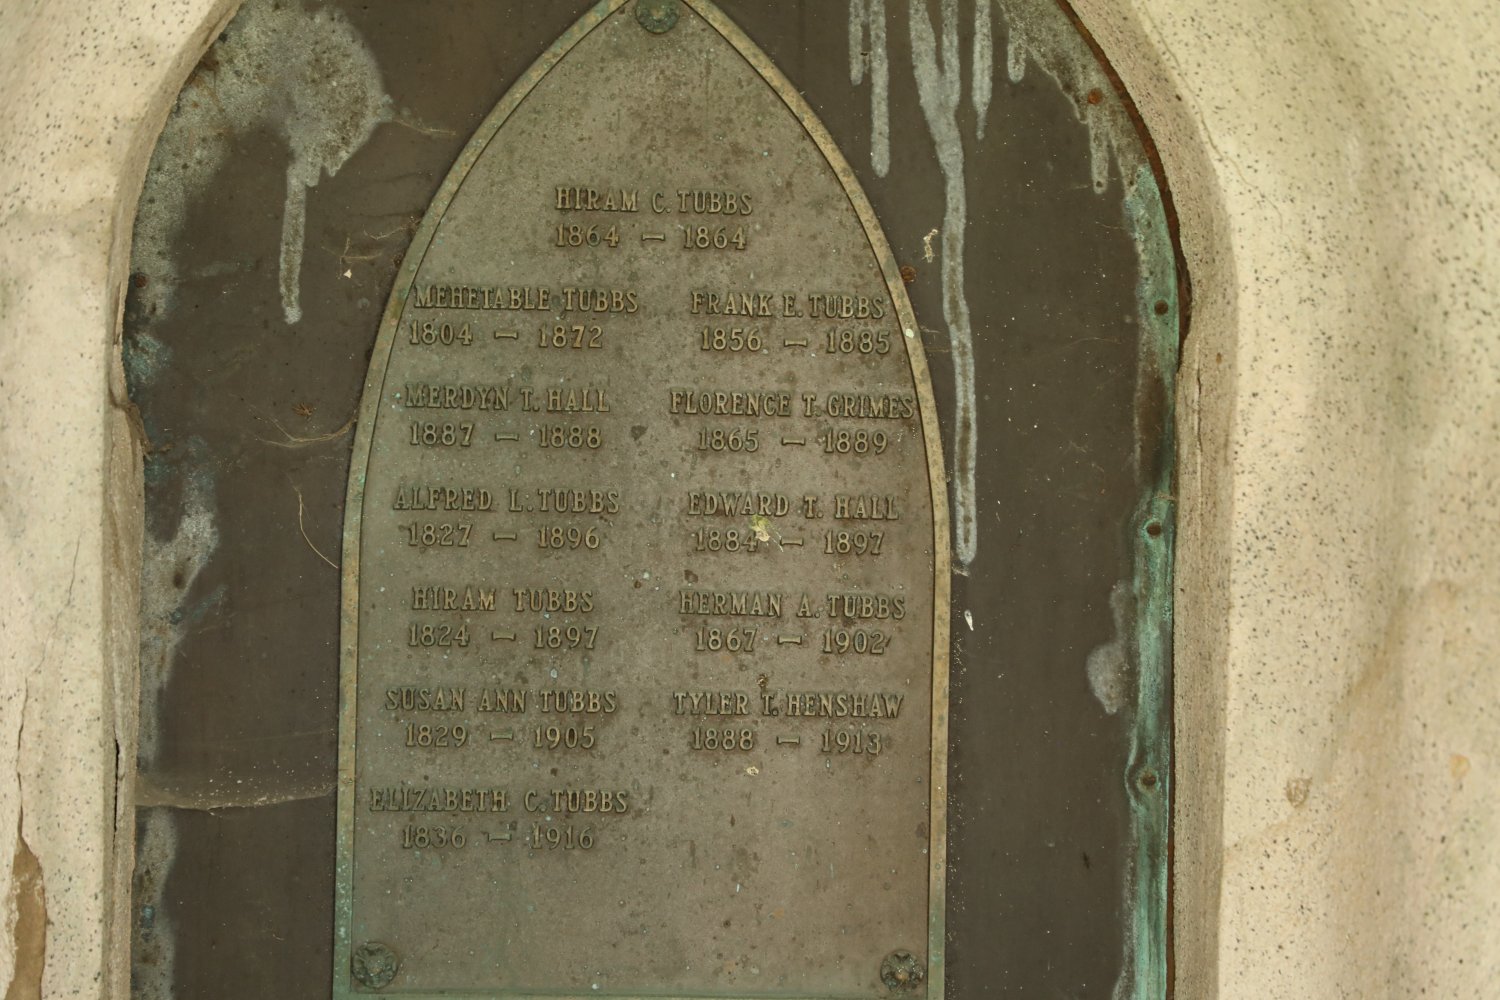 HIRAM C. TUBBS
1864 — 1864
MEHETABLE TUBBS
1804 — 1872
MERDYN T. HALL
1887 — 1888
ALFRED L. TUBBS
1827 — 1896
HIRAM TUBBS
1824 — 1897
SUSAN ANN TUBBS
1829 — 1905
ELIZABETH C. TUBBS
1836 — 1916
FRANK E. TUBBS
1856 — 1885
FLORENCE T. GRIMES
1865 — 1889
EDWARD T. HALL
1884 — 1897
HERMAN A. TUBBS
1867 — 1902
TYLER T. HENSHAW
1888 — 1913